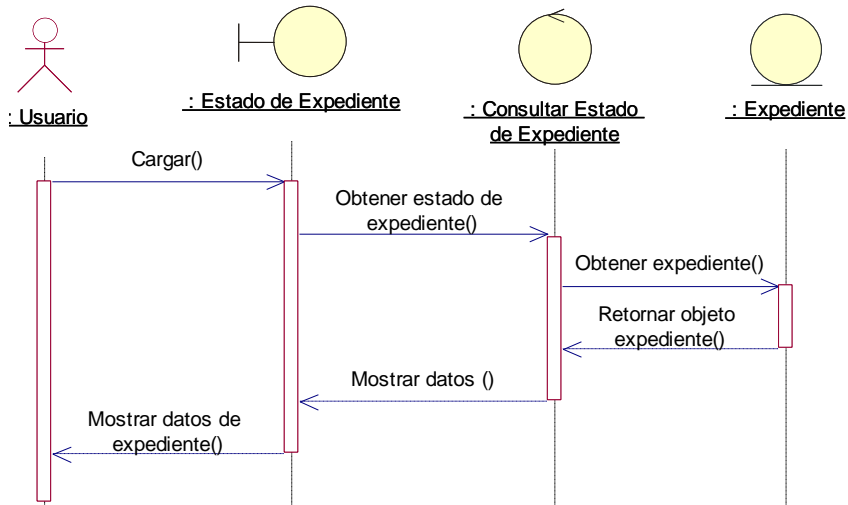 : Usuario
: Estado de Expediente
: Consultar Estado
de Expediente
: Expediente
Cargar()
Obtener estado de
expediente()
Obtener expediente()
Retornar objeto
expediente()
Mostrar datos ()
Mostrar datos de
expediente()